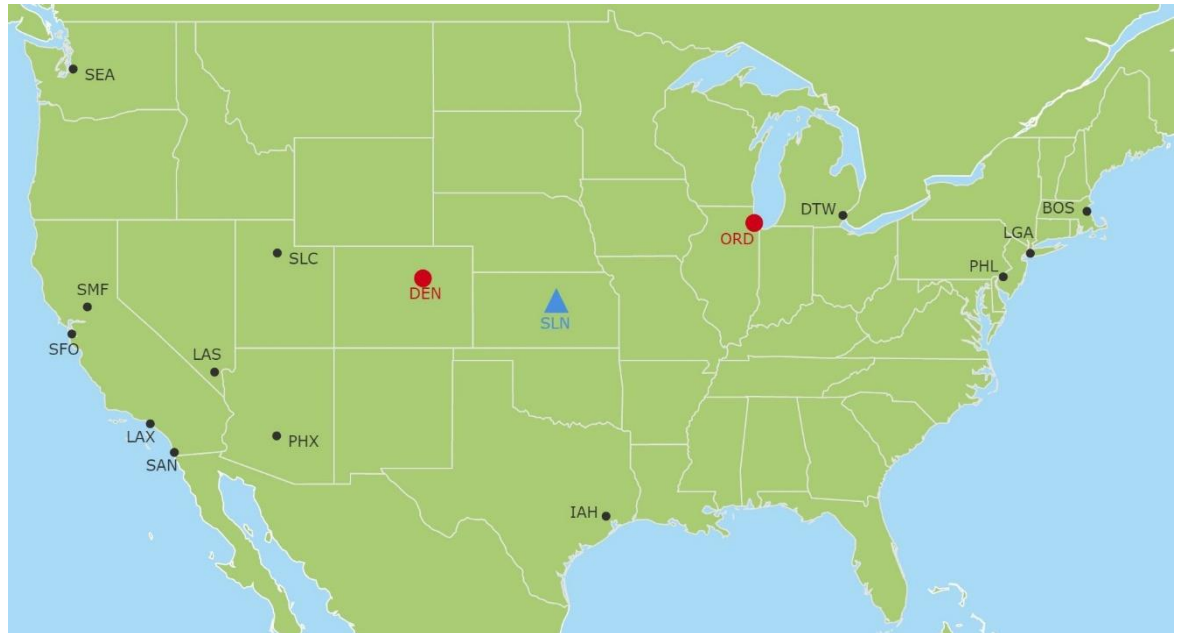 SEA
DTW
BOS
ORD
LGA
SLC
PHL
SMF
DEN
SLN
SFO
LAS
LAX
PHX
SAN
IAH